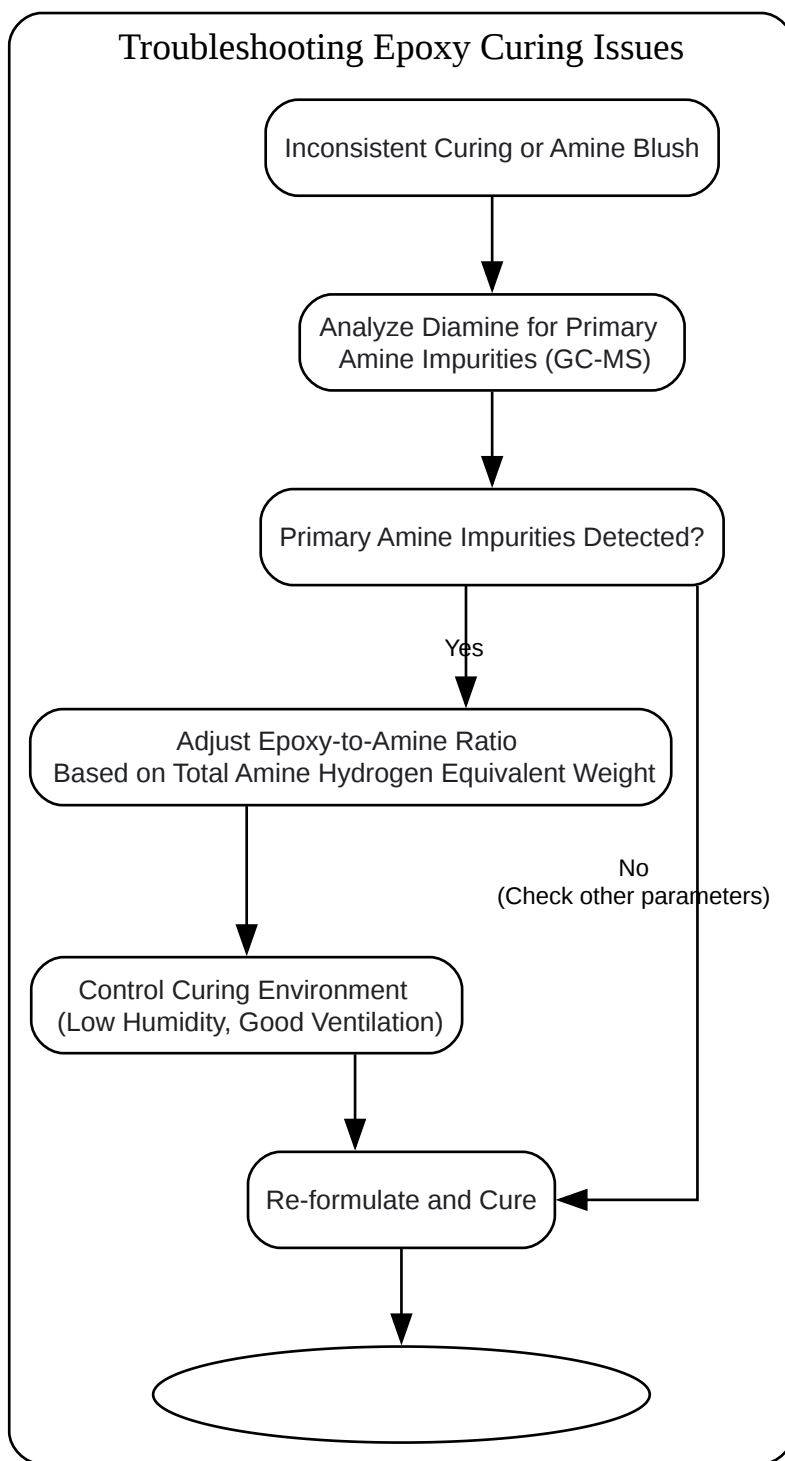 Troubleshooting Epoxy Curing Issues
Inconsistent Curing or Amine Blush
Analyze Diamine for Primary
Amine Impurities (GC-MS)
Primary Amine Impurities Detected?
Yes
Adjust Epoxy-to-Amine Ratio
Based on Total Amine Hydrogen Equivalent Weight
No
(Check other parameters)
Control Curing Environment
(Low Humidity, Good Ventilation)
Re-formulate and Cure